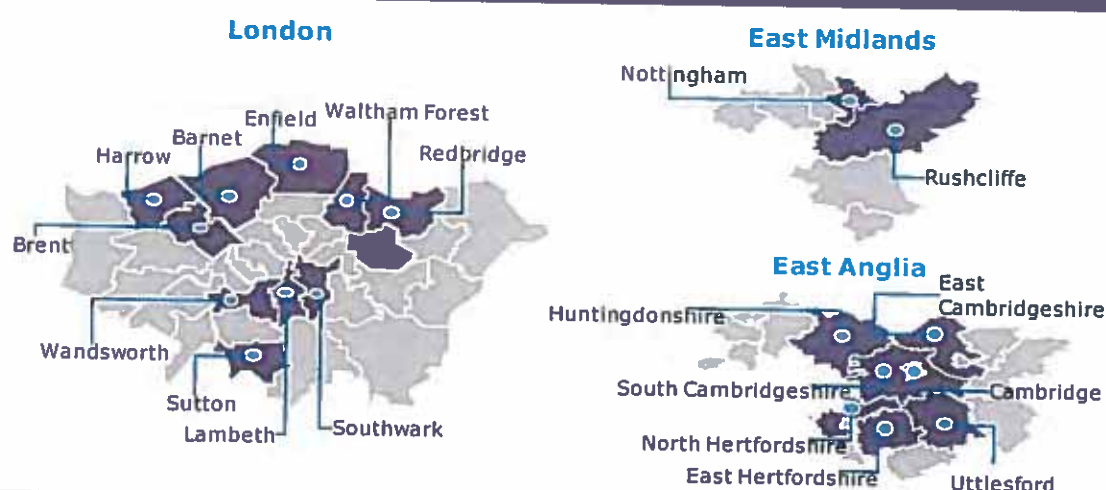 London
East Midlands
Nottingham
Enfield
Waltham Forest
Barnet
Harrow
Redbridge
Rushcliffe
Brent
East Anglia
East
Cambridgeshire
Huntingdonshire
Wandsworth
South Cambridgeshire
Cambridge
Sutton
Lambeth
Southwark
North Hertfordshire
East Hertfordshire
Uttlesford